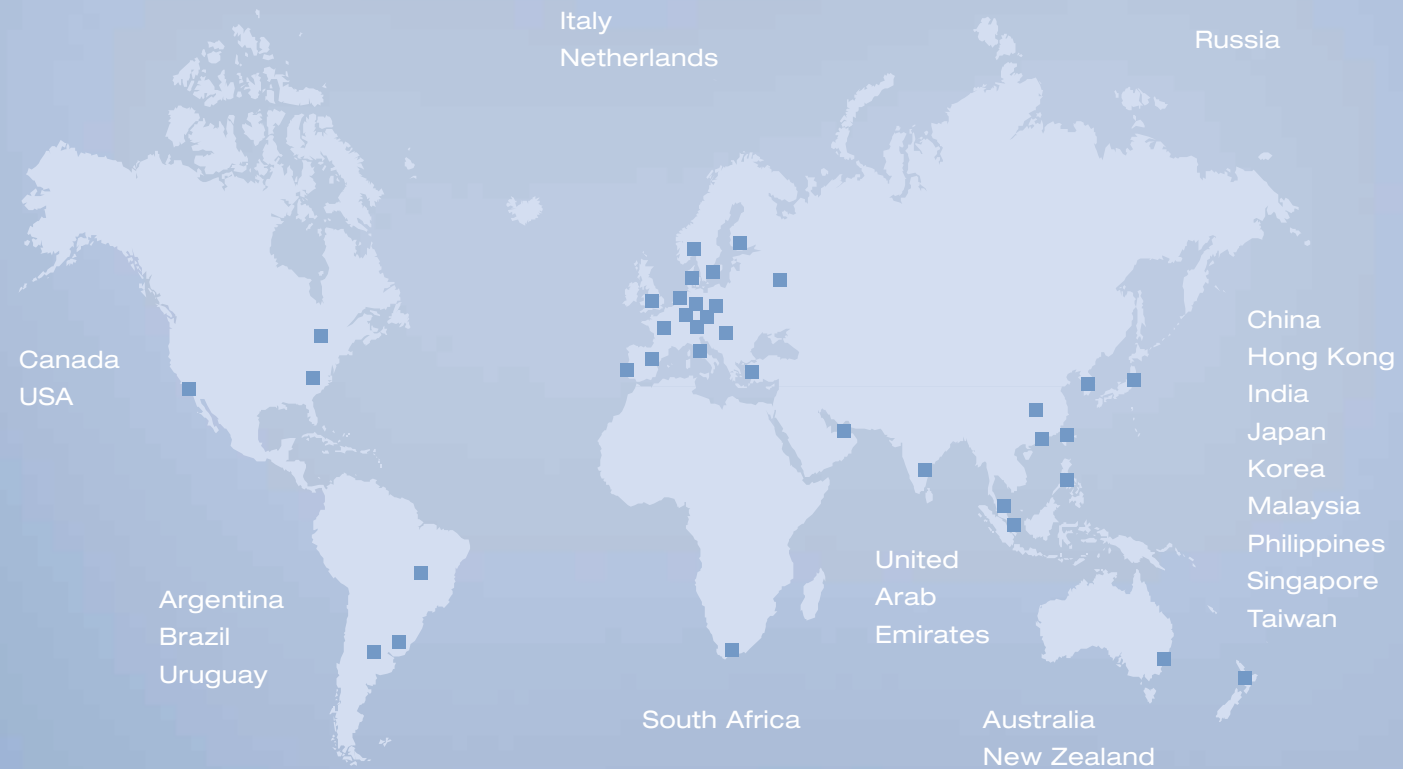 Italy
Netherlands
Russia
Canada
USA
China
Hong Kong
India
Japan
Korea
Malaysia
Philippines
Singapore
Taiwan
Argentina
Brazil
Uruguay
United
Arab
Emirates
South Africa
Australia
New Zealand